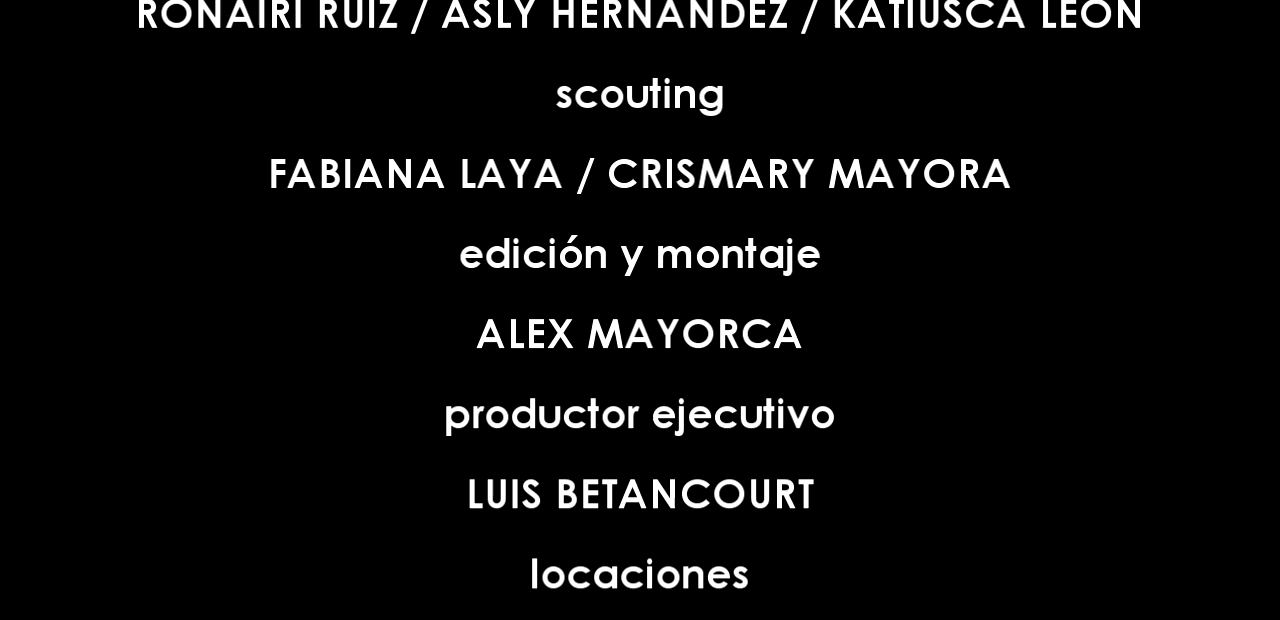 RONAIRI RUIZ / ASLY HERNANDEZ / KATIUSCA LEON
scouting
FABIANA LAYA / CRISMARY MAYORA
edición y montaje
ALEX MAYORCA
productor ejecutivo
LUIS BETANCOURT
locaciones